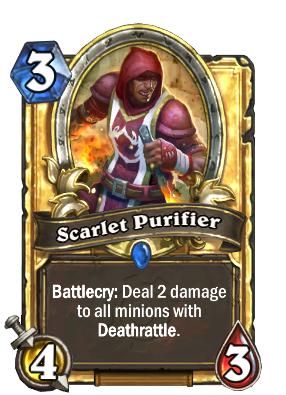 3
Scarlet Purifier
Battlecry: Deal 2 damage
to all minions with
Deathrattle.
4
3